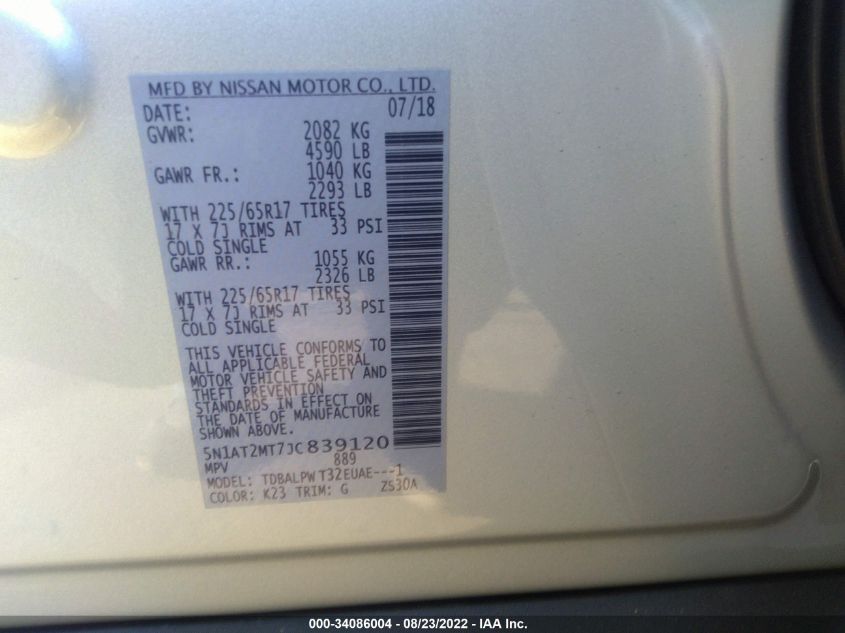 MFD BY NISSAN MOTOR CO., LTD.
DATE: 07/18
GVWR: 2082 KG
4590 LB
GAWR FR.: 1040 KG
2293 LB
WITH 225/65R17 TIRES
17 X 7J RIMS AT 33 PSI
COLD SINGLE
GAWR RR.: 1055 KG
2326 LB
WITH 225/65R17 TIRES
17 X 7J RIMS AT 33 PSI
COLD SINGLE
THIS VEHICLE CONFORMS TO
ALL APPLICABLE FEDERAL
MOTOR VEHICLE SAFETY AND
THEFT PREVENTION
STANDARDS IN EFFECT ON
THE DATE OF MANUFACTURE
SHOWN ABOVE.
5N1AT2MT7JC839120
MPV 889
MODEL: TDBALPW T32EUAE---1
COLOR: K23 TRIM: G ZS30A
000-34086004 - 08/23/2022 - IAA Inc.